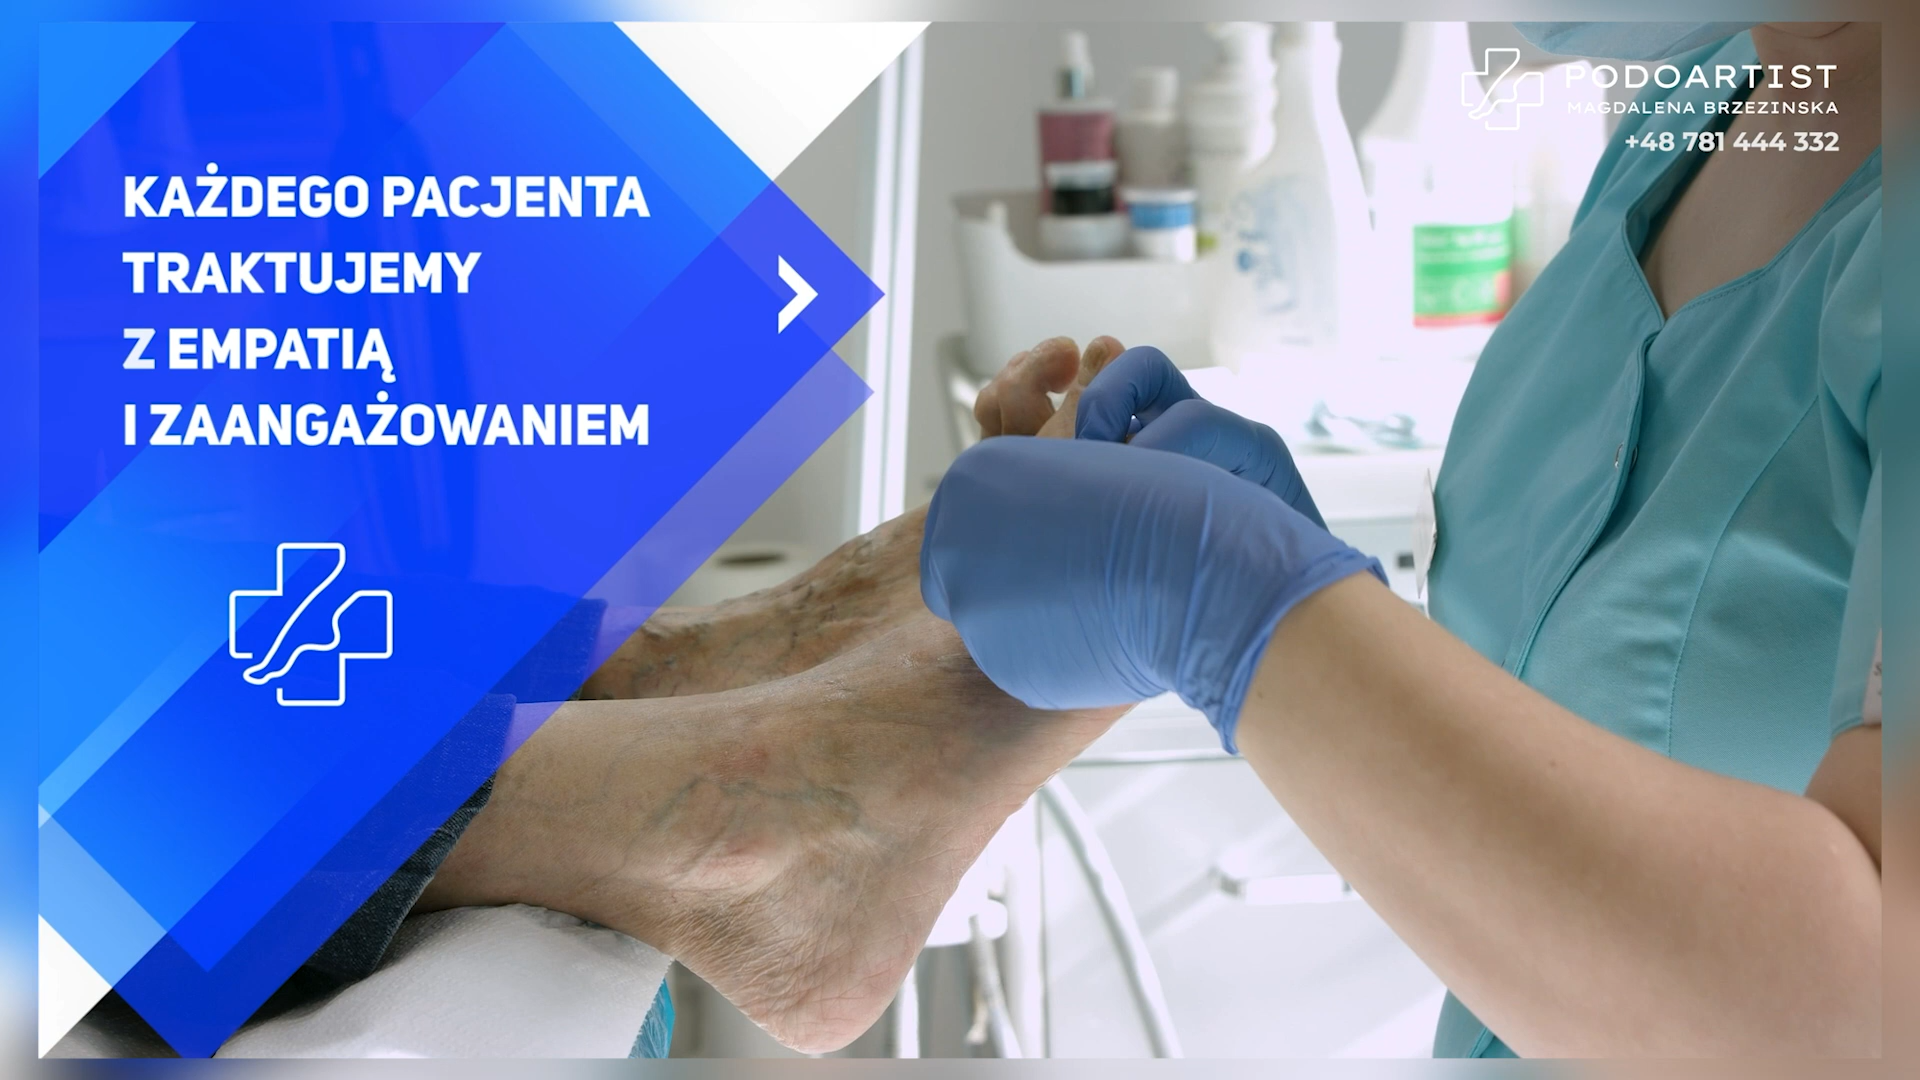 KAŻDEGO PACJENTA
TRAKTUJEMY
Z EMPATIĄ
I ZAANGAŻOWANIEM
PODOARTIST
MAGDALENA BRZEZINSKA
+48 781 444 332